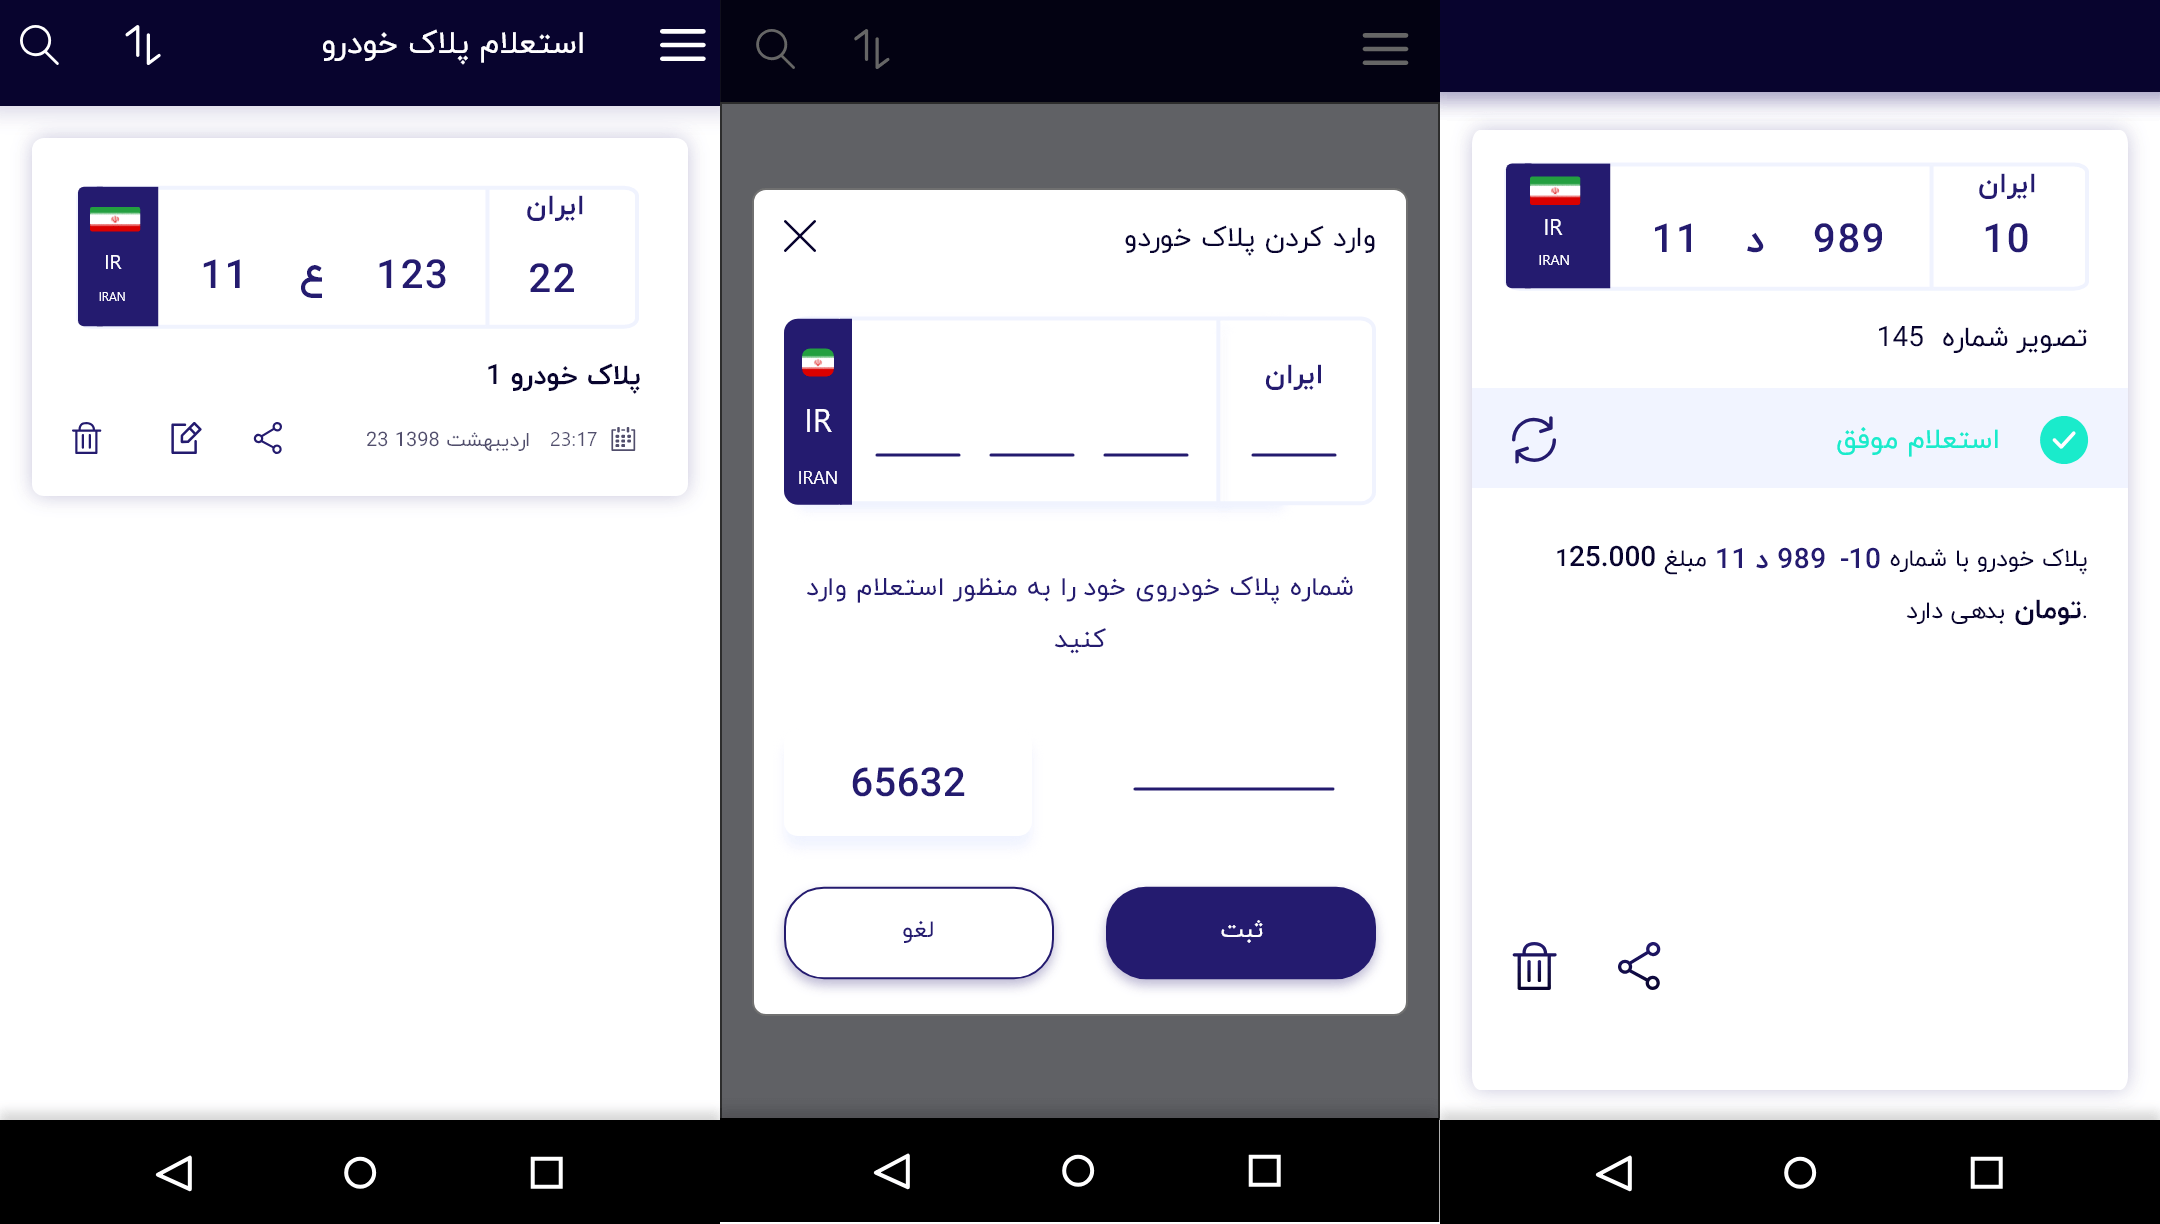 استعلام پلاک خودرو
ایران
IR
11 ع 123
22
IRAN
پلاک خودرو 1
23:17 23 اردیبهشت 1398
وارد کردن پلاک خوردو
ایران
IR
IRAN
شماره پلاک خودروی خود را به منظور استعلام وارد
کنید
65632
ثبت
لغو
ایران
IR
11 د 989
10
IRAN
تصویر شماره 145
استعلام موفق
پلاک خودرو با شماره 10- 989 د 11 مبلغ 125.000
تومان بدهی دارد.